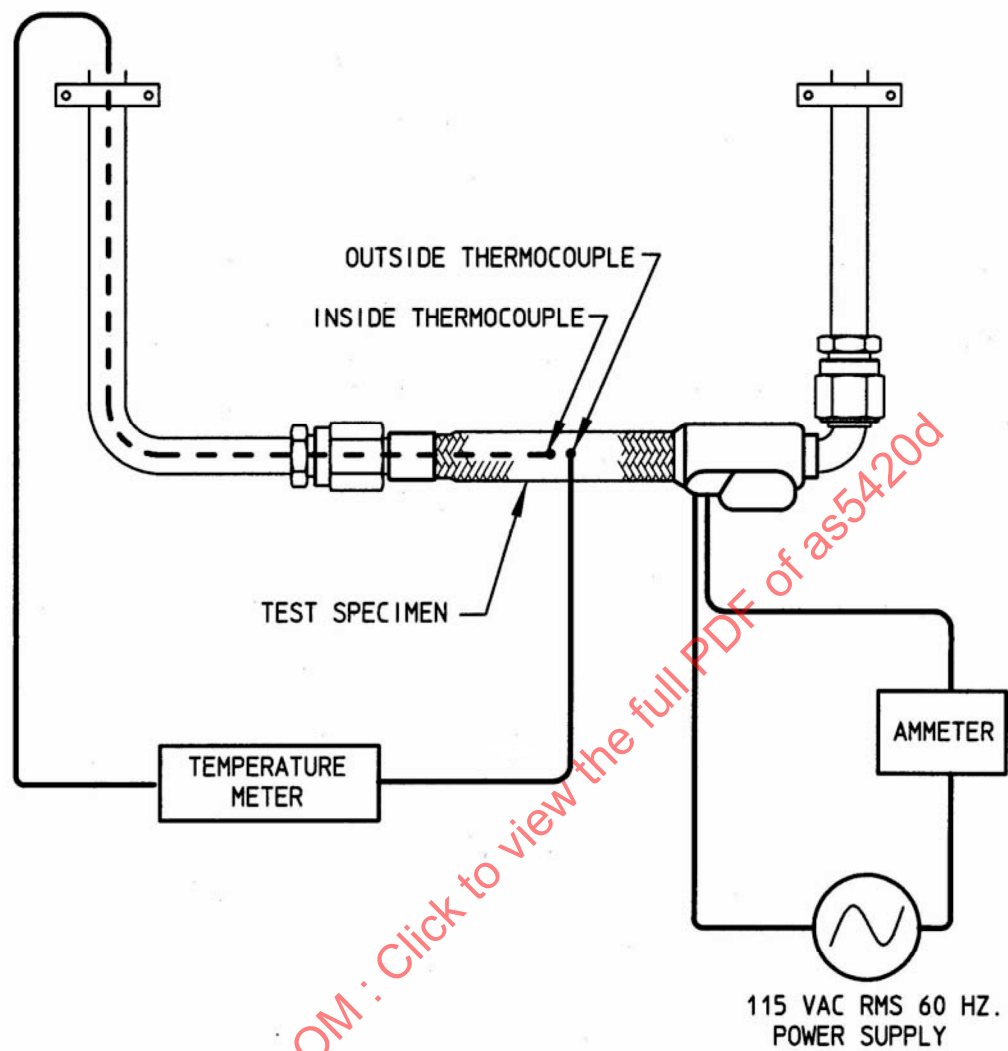 OUTSIDE THERMOCOUPLE
INSIDE THERMOCOUPLE
TEST SPECIMEN
TEMPERATURE
METER
AMMETER
115 VAC RMS 60 HZ.
POWER SUPPLY
OM : Click to view the full PDF of as5420d